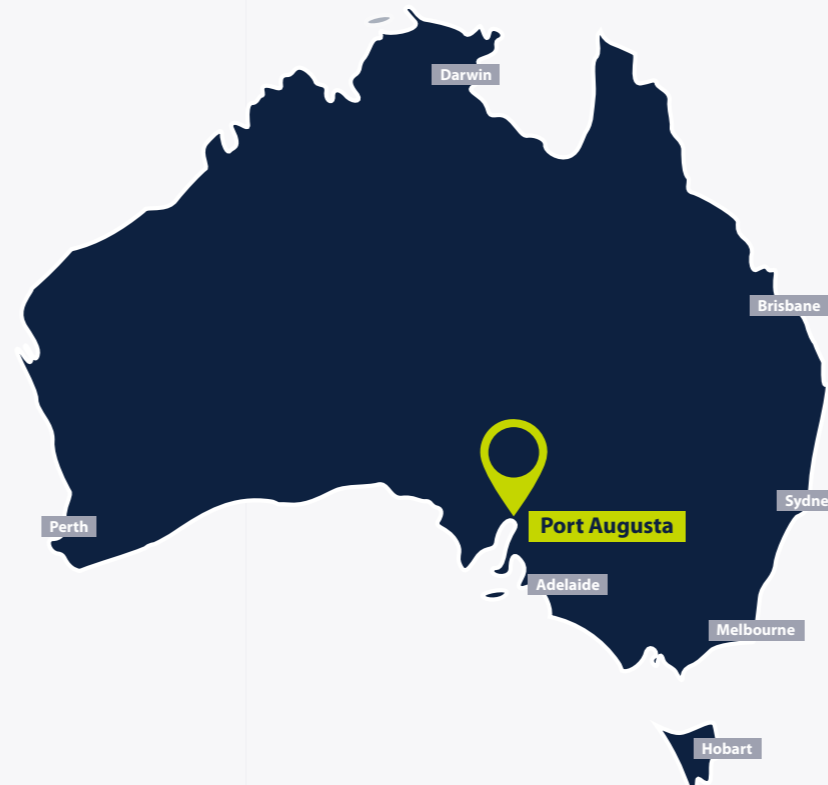 Darwin
Brisbane
Sydne
Perth
Port Augusta
Adelaide
Melbourne
Hobart